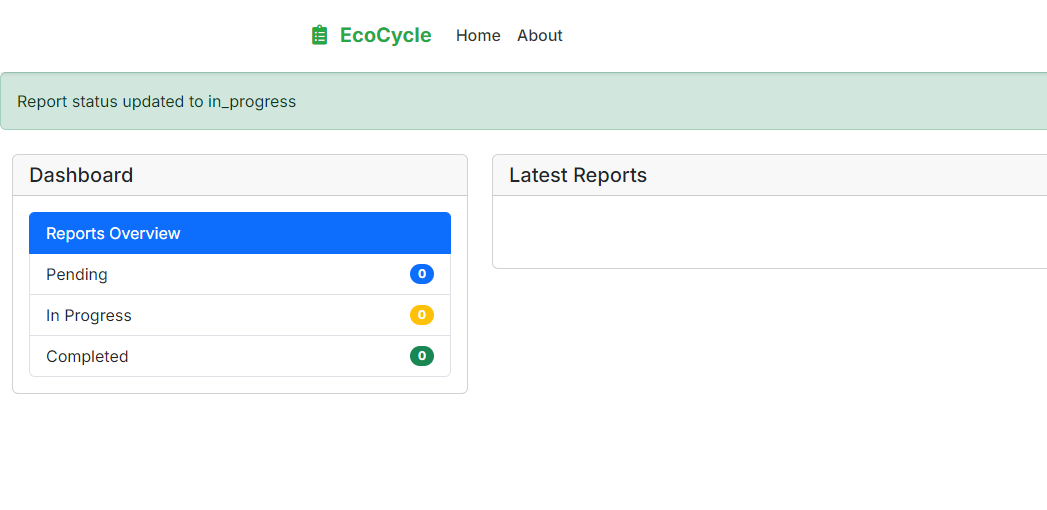 EcoCycle Home About
Report status updated to in_progress
Dashboard
Reports Overview
Pending 0
In Progress 0
Completed 0
Latest Reports